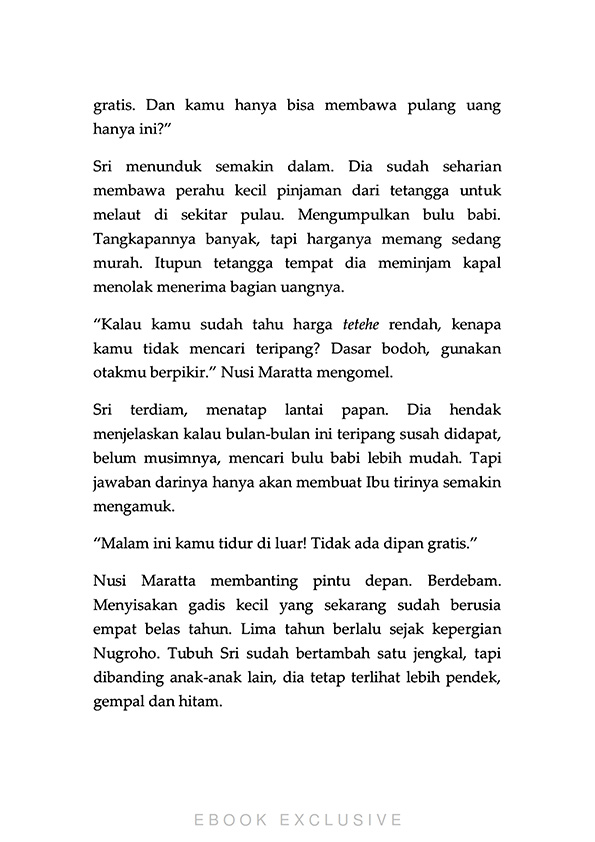 gratis. Dan kamu hanya bisa membawa pulang uang
hanya ini?”
Sri menunduk semakin dalam. Dia sudah seharian
membawa perahu kecil pinjaman dari tetangga untuk
melaut di sekitar pulau. Mengumpulkan bulu babi.
Tangkapannya banyak, tapi harganya memang sedang
murah. Itupun tetangga tempat dia meminjam kapal
menolak menerima bagian uangnya.
“Kalau kamu sudah tahu harga tetehe rendah, kenapa
kamu tidak mencari teripang? Dasar bodoh, gunakan
otakmu berpikir.” Nusi Maratta mengomel.
Sri terdiam, menatap lantai papan. Dia hendak
menjelaskan kalau bulan-bulan ini teripang susah didapat,
belum musimnya, mencari bulu babi lebih mudah. Tapi
jawaban darinya hanya akan membuat Ibu tirinya semakin
mengamuk.
“Malam ini kamu tidur di luar! Tidak ada dipan gratis.”
Nusi Maratta membanting pintu depan. Berdebam.
Menyisakan gadis kecil yang sekarang sudah berusia
empat belas tahun. Lima tahun berlalu sejak kepergian
Nugroho. Tubuh Sri sudah bertambah satu jengkal, tapi
dibanding anak-anak lain, dia tetap terlihat lebih pendek,
gempal dan hitam.
EBOOK EXCLUSIVE